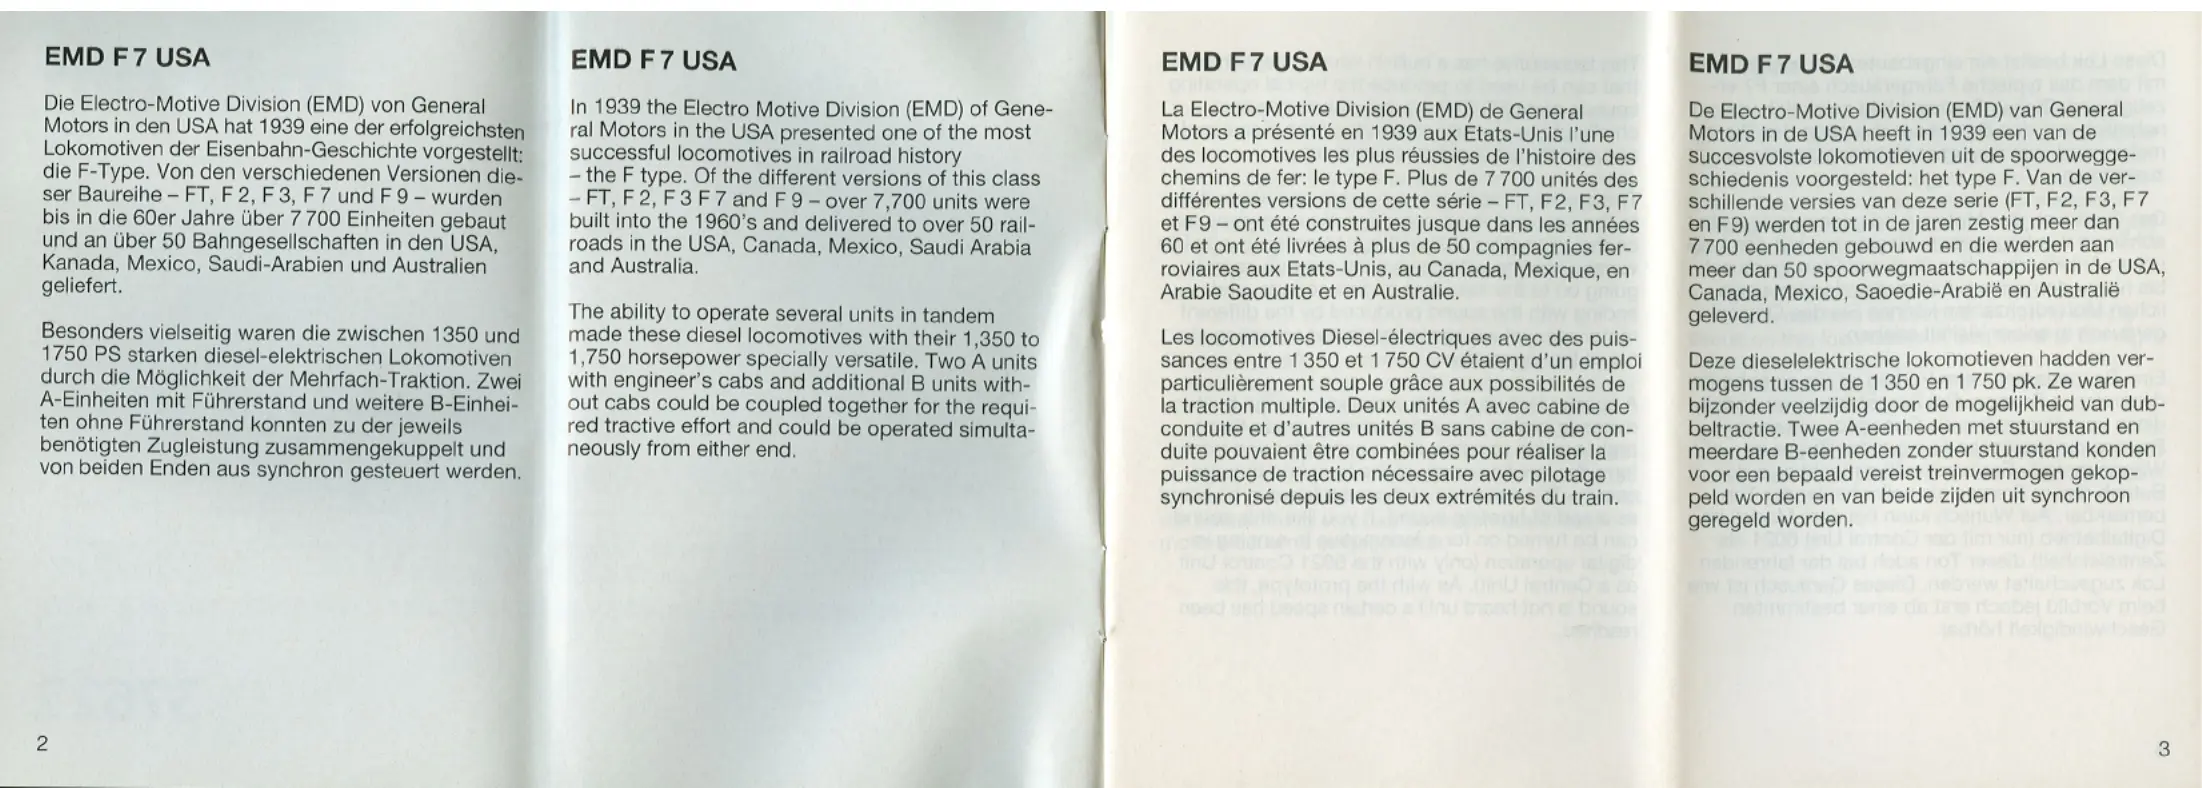 EMD F 7 USA
Die Electro-Motive Division (EMD) von General
Motors in den USA hat 1939 eine der erfolgreichsten
Lokomotiven der Eisenbahn-Geschichte vorgestellt:
die F-Type. Von den verschiedenen Versionen die-
ser Baureihe – FT, F 2, F 3, F 7 und F 9 – wurden
bis in die 60er Jahre über 7 700 Einheiten gebaut
und an über 50 Bahngesellschaften in den USA,
Kanada, Mexico, Saudi-Arabien und Australien
geliefert.
Besonders vielseitig waren die zwischen 1350 und
1750 PS starken diesel-elektrischen Lokomotiven
durch die Möglichkeit der Mehrfach-Traktion. Zwei
A-Einheiten mit Führerstand und weitere B-Einhei-
ten ohne Führerstand konnten zu der jeweils
benötigten Zugleistung zusammengekuppelt und
von beiden Enden aus synchron gesteuert werden.
2
EMD F 7 USA
In 1939 the Electro Motive Division (EMD) of Gene-
ral Motors in the USA presented one of the most
successful locomotives in railroad history
– the F type. Of the different versions of this class
– FT, F 2, F 3 F 7 and F 9 – over 7,700 units were
built into the 1960's and delivered to over 50 rail-
roads in the USA, Canada, Mexico, Saudi Arabia
and Australia.
The ability to operate several units in tandem
made these diesel locomotives with their 1,350 to
1,750 horsepower specially versatile. Two A units
with engineer's cabs and additional B units with-
out cabs could be coupled together for the requi-
red tractive effort and could be operated simulta-
neously from either end.
EMD F 7 USA
La Electro-Motive Division (EMD) de General
Motors a présenté en 1939 aux Etats-Unis l'une
des locomotives les plus réussies de l'histoire des
chemins de fer: le type F. Plus de 7 700 unités des
différentes versions de cette série – FT, F2, F3, F7
et F9 – ont été construites jusque dans les années
60 et ont été livrées à plus de 50 compagnies fer-
roviaires aux Etats-Unis, au Canada, Mexique, en
Arabie Saoudite et en Australie.
Les locomotives Diesel-électriques avec des puis-
sances entre 1 350 et 1 750 CV étaient d'un emploi
particulièrement souple grâce aux possibilités de
la traction multiple. Deux unités A avec cabine de
conduite et d'autres unités B sans cabine de con-
duite pouvaient être combinées pour réaliser la
puissance de traction nécessaire avec pilotage
synchronisé depuis les deux extrémités du train.
EMD F 7 USA
De Electro-Motive Division (EMD) van General
Motors in de USA heeft in 1939 een van de
succesvolste lokomotieven uit de spoorwegge-
schiedenis voorgesteld: het type F. Van de ver-
schillende versies van deze serie (FT, F2, F3, F7
en F9) werden tot in de jaren zestig meer dan
7 700 eenheden gebouwd en die werden aan
meer dan 50 spoorwegmaatschappijen in de USA,
Canada, Mexico, Saoedie-Arabië en Australië
geleverd.
Deze dieselelektrische lokomotieven hadden ver-
mogens tussen de 1 350 en 1 750 pk. Ze waren
bijzonder veelzijdig door de mogelijkheid van dub-
beltractie. Twee A-eenheden met stuurstand en
meerdare B-eenheden zonder stuurstand konden
voor een bepaald vereist treinvermogen gekop-
peld worden en van beide zijden uit synchroon
geregeld worden.
3